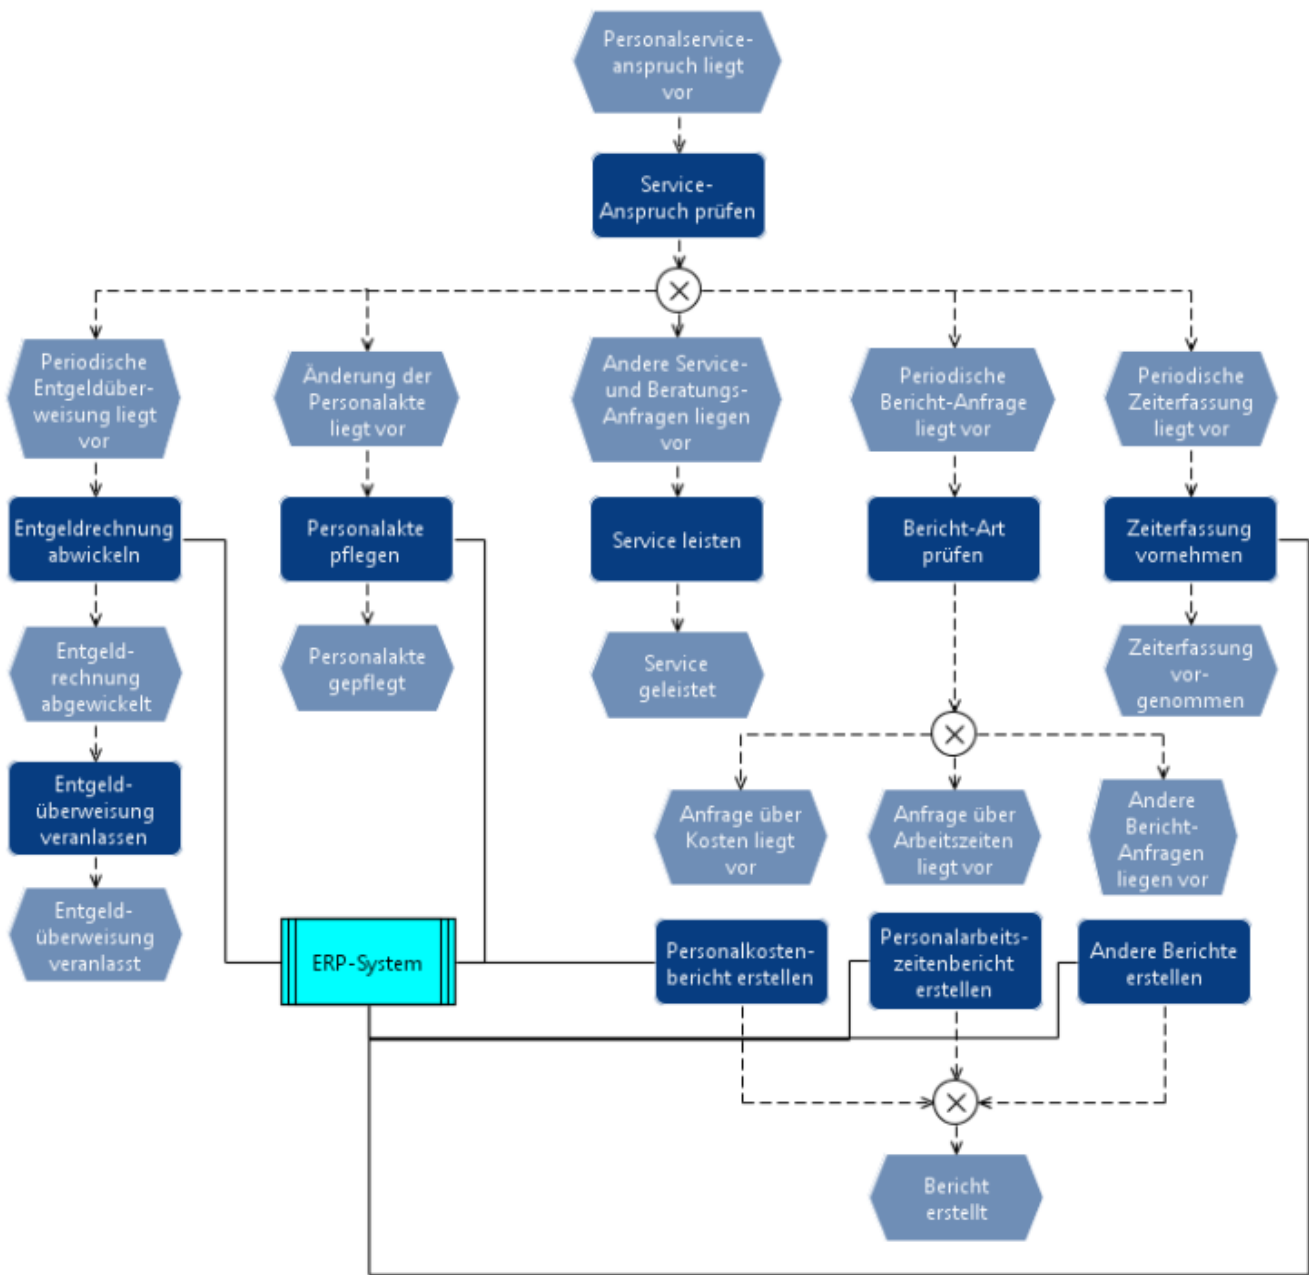 Personalservice-
anspruch liegt
vor
Service-
Anspruch prüfen
Periodische
Entgeldüber-
weisung liegt
vor
Änderung der
Personalakte
liegt vor
Andere Service-
und Beratungs-
Anfragen liegen
vor
Periodische
Bericht-Anfrage
liegt vor
Periodische
Zeiterfassung
liegt vor
Entgeldrechnung
abwickeln
Personalakte
pflegen
Service leisten
Bericht-Art
prüfen
Zeiterfassung
vornehmen
Entgeld-
rechnung
abgewickelt
Personalakte
gepflegt
Service
geleistet
Zeiterfassung
vor-
genommen
Entgeld-
überweisung
veranlassen
Anfrage über
Kosten liegt
vor
Anfrage über
Arbeitszeiten
liegt vor
Andere
Bericht-
Anfragen
liegen vor
Entgeld-
überweisung
veranlasst
ERP-System
Personalkosten-
bericht erstellen
Personalarbeits-
zeitenbericht
erstellen
Andere Berichte
erstellen
Bericht
erstellt